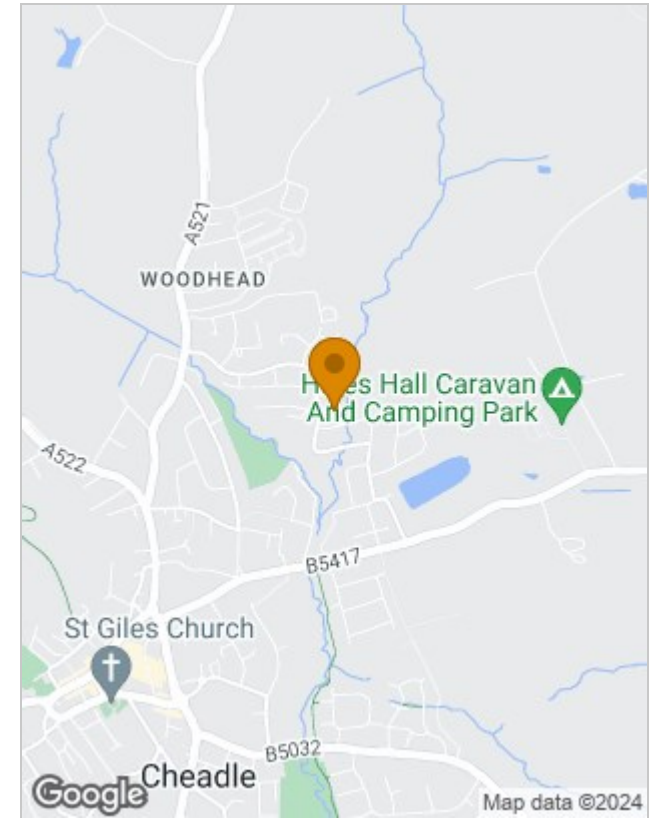 A521
WOODHEAD
Hales Hall Caravan
And Camping Park
A522
B5417
St Giles Church
B5032
Cheadle
Google
Map data ©2024